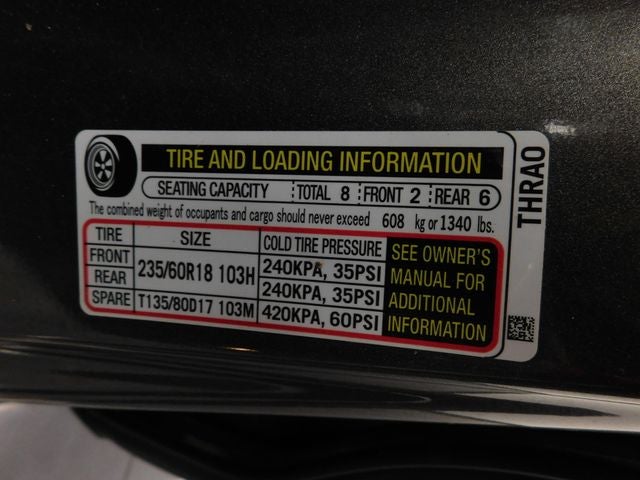 TIRE AND LOADING INFORMATION
SEATING CAPACITY TOTAL 8 FRONT 2 REAR 6
The combined weight of occupants and cargo should never exceed 608 kg or 1340 lbs.
TIRE SIZE COLD TIRE PRESSURE
FRONT 235/60R18 103H 240KPA, 35PSI
REAR 240KPA, 35PSI
SPARE T135/80D17 103M 420KPA, 60PSI
SEE OWNER'S
MANUAL FOR
ADDITIONAL
INFORMATION
THRA0